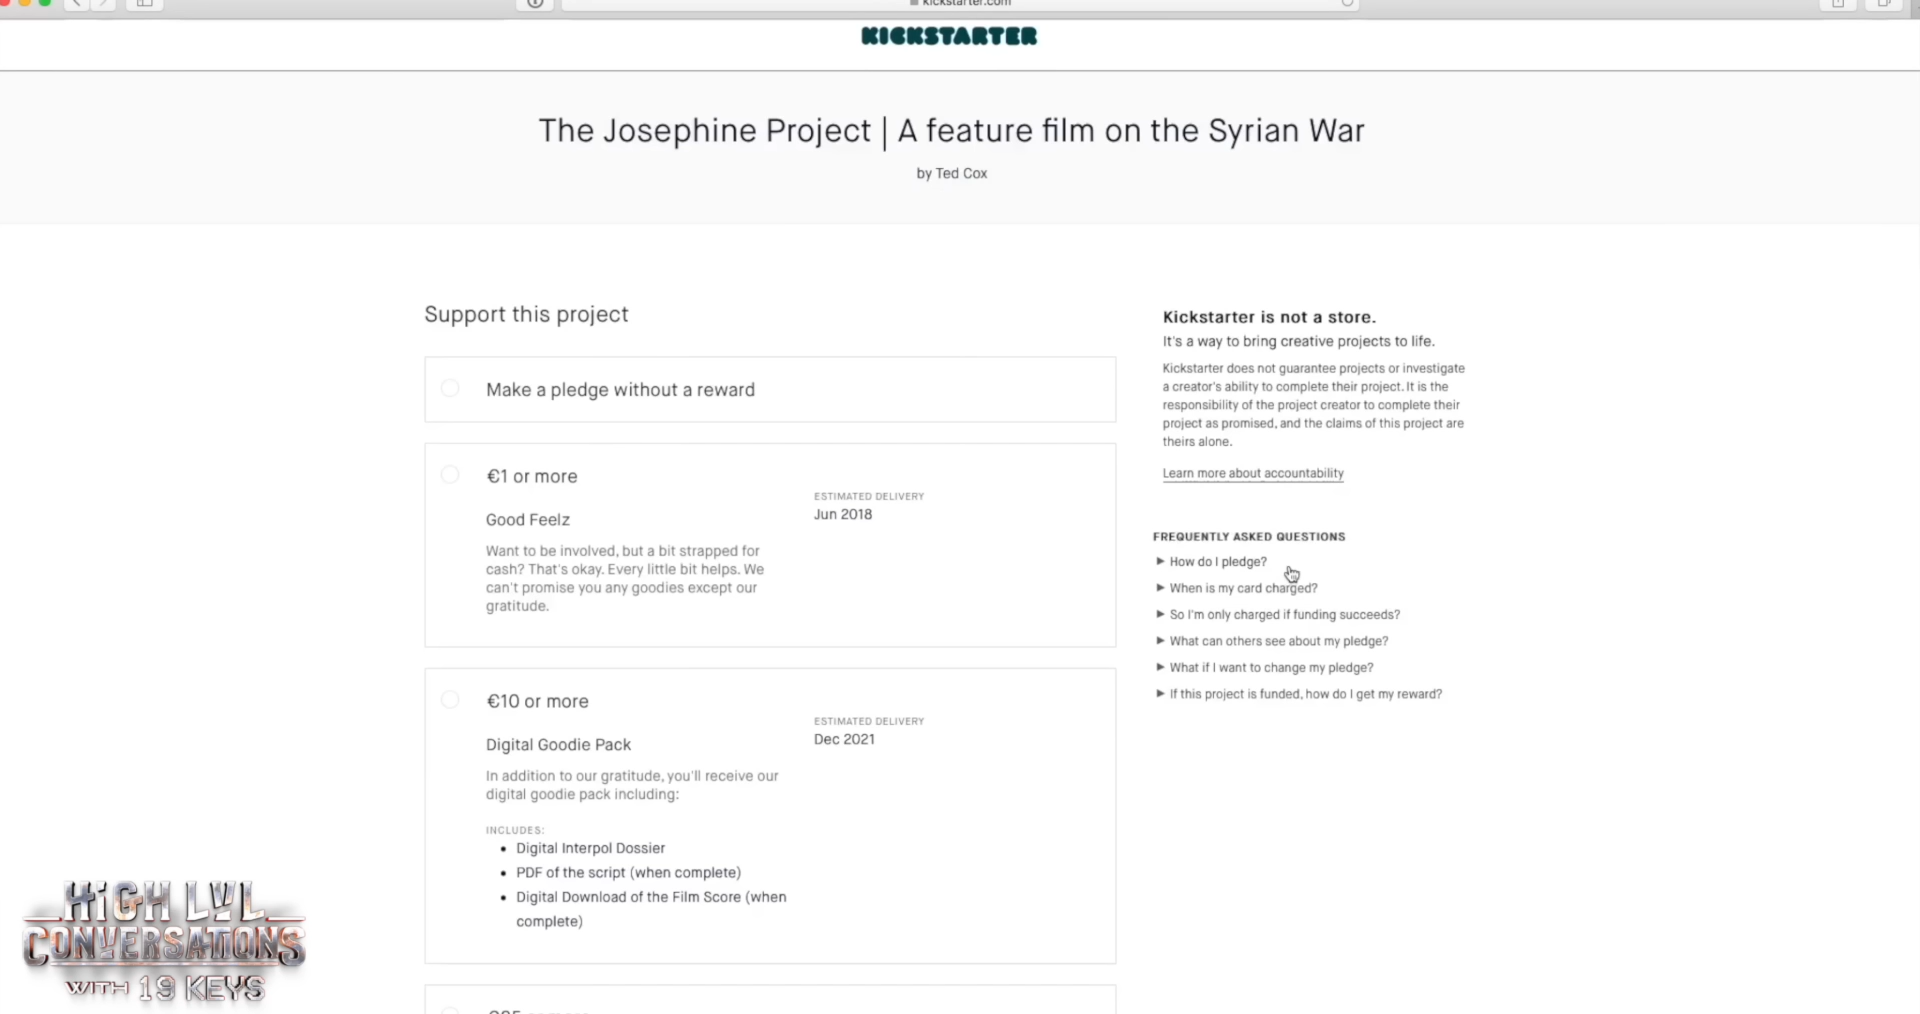 kickstarter.com
KICKSTARTER
The Josephine Project | A feature film on the Syrian War
by Ted Cox
Support this project
Make a pledge without a reward
€1 or more
Good Feelz
Want to be involved, but a bit strapped for
cash? That's okay. Every little bit helps. We
can't promise you any goodies except our
gratitude.
ESTIMATED DELIVERY
Jun 2018
€10 or more
Digital Goodie Pack
In addition to our gratitude, you'll receive our
digital goodie pack including:
INCLUDES:
• Digital Interpol Dossier
• PDF of the script (when complete)
• Digital Download of the Film Score (when
complete)
ESTIMATED DELIVERY
Dec 2021
Kickstarter is not a store.
It's a way to bring creative projects to life.
Kickstarter does not guarantee projects or investigate
a creator's ability to complete their project. It is the
responsibility of the project creator to complete their
project as promised, and the claims of this project are
theirs alone.
Learn more about accountability
FREQUENTLY ASKED QUESTIONS
How do I pledge?
When is my card charged?
So I'm only charged if funding succeeds?
What can others see about my pledge?
What if I want to change my pledge?
If this project is funded, how do I get my reward?
HIGH LVL
CONVERSATIONS
WITH 19 KEYS